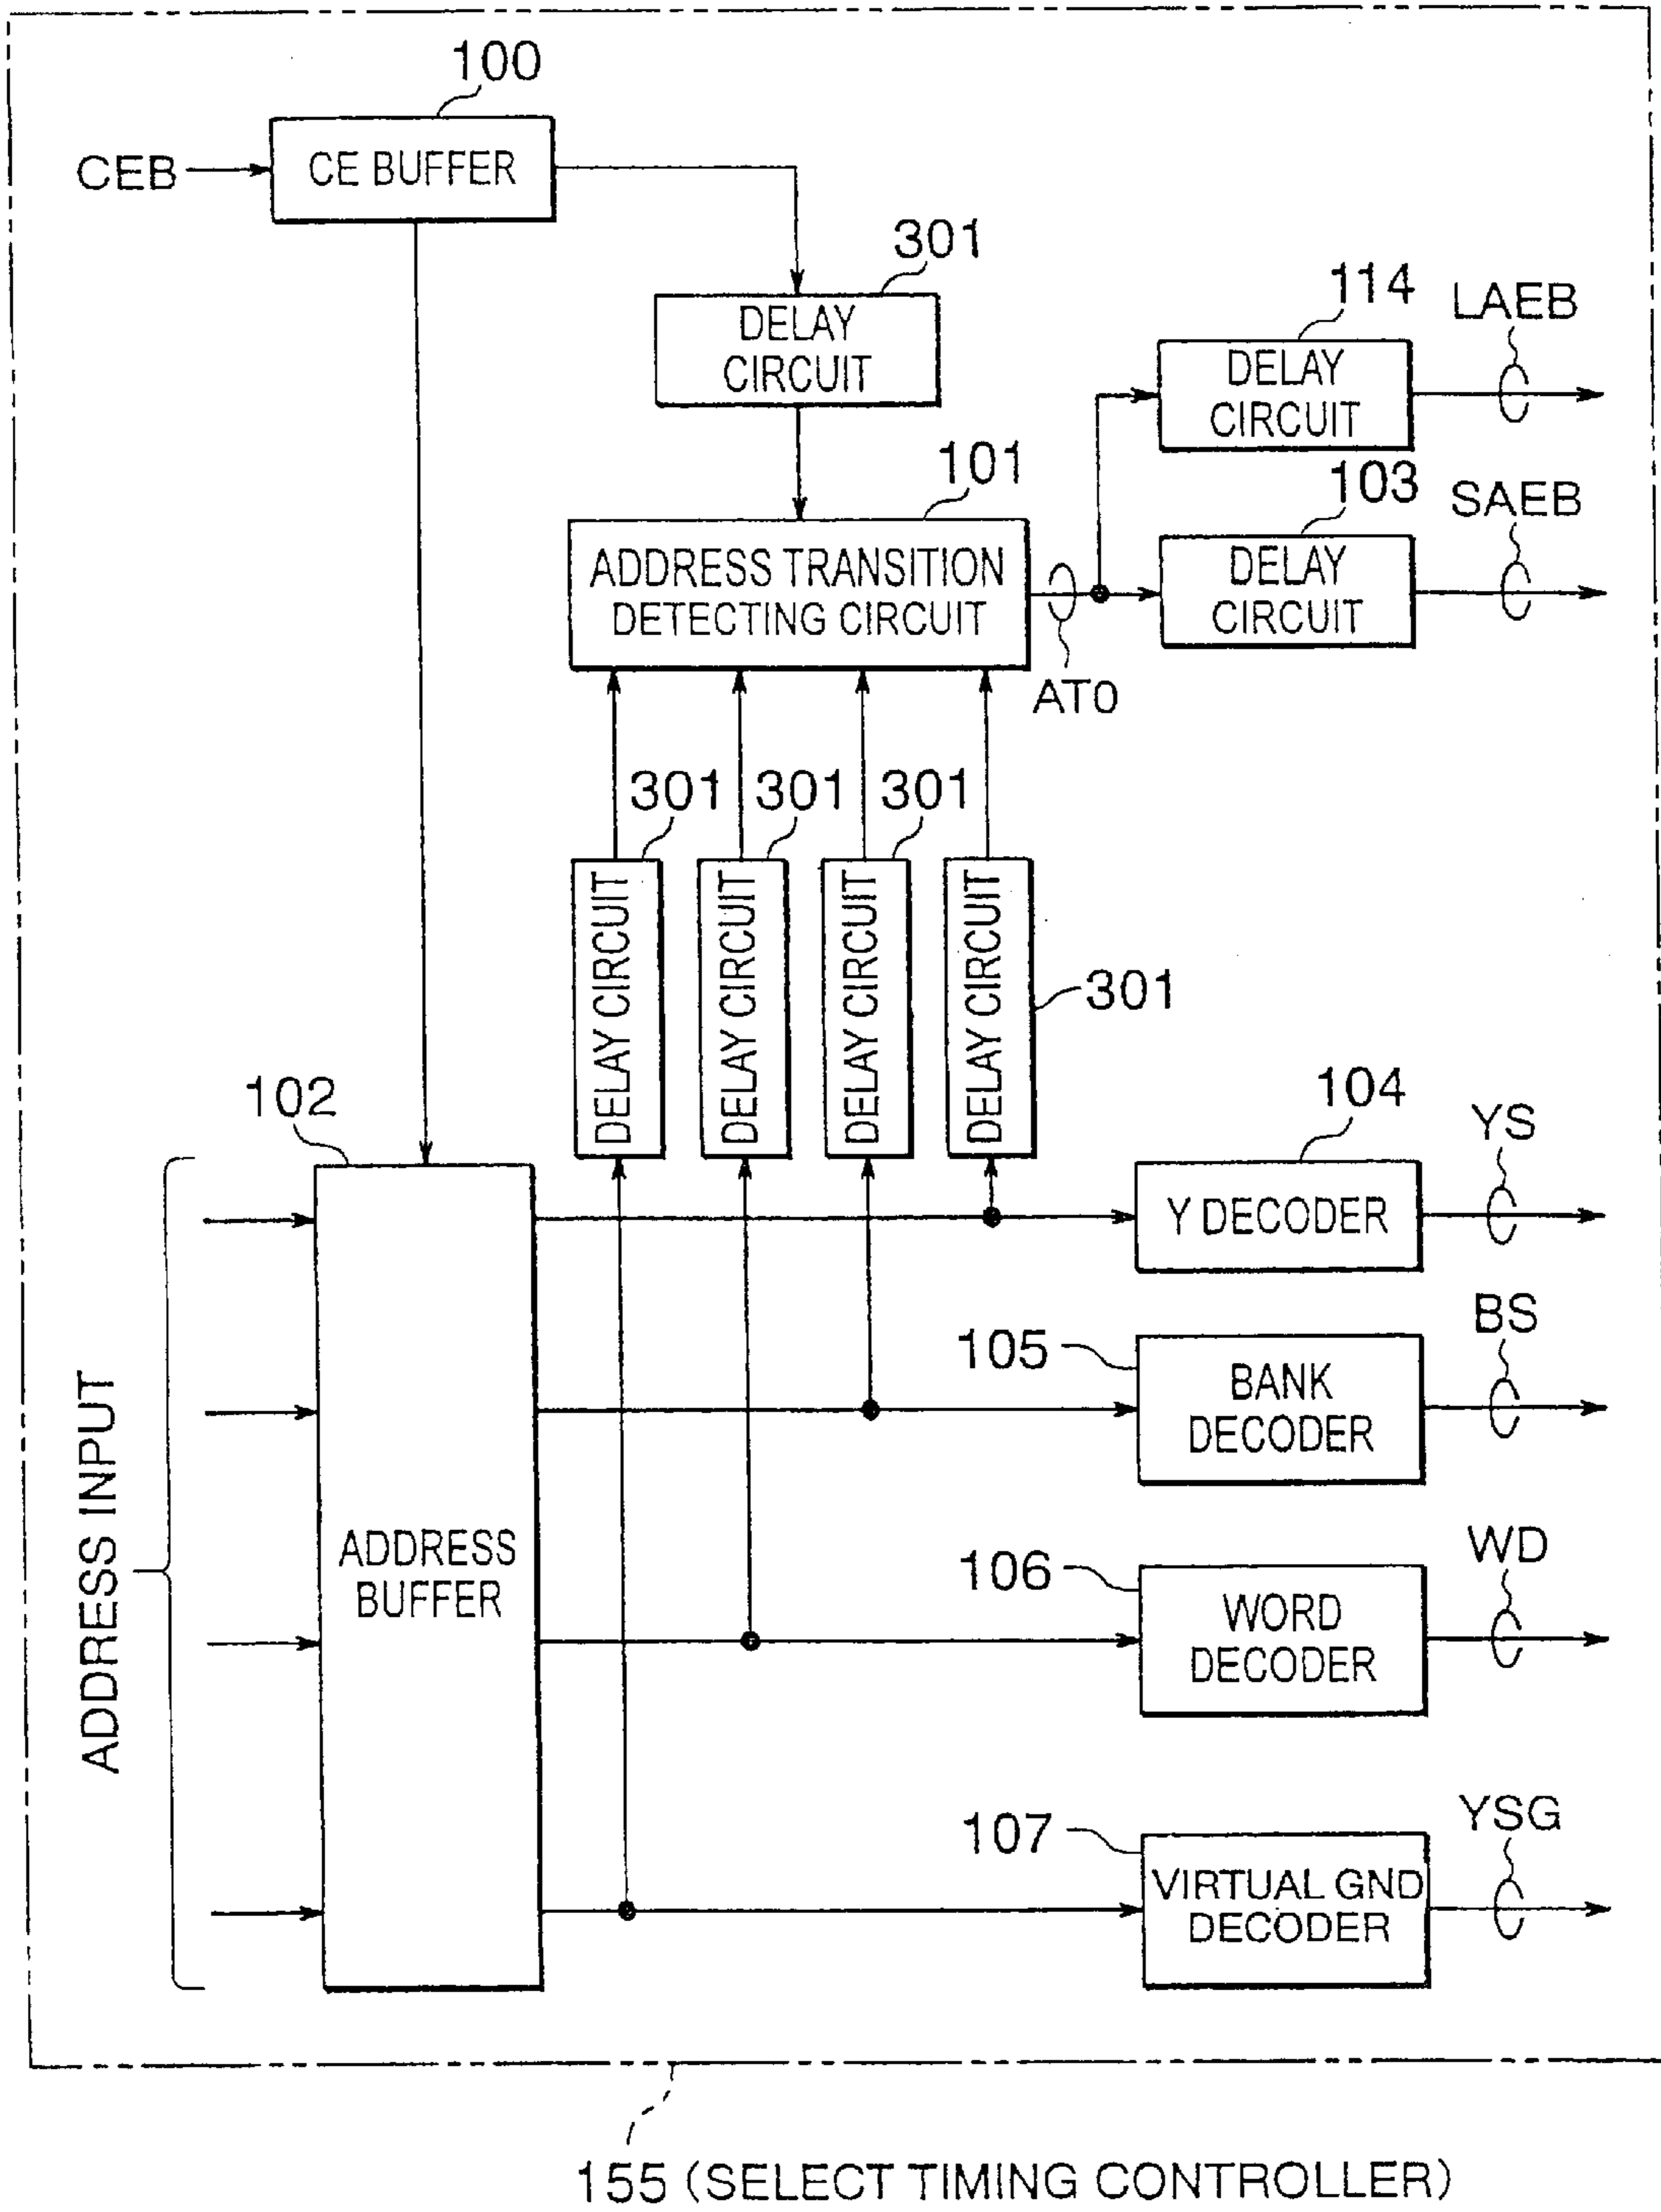 100
CEB
CE BUFFER
301
DELAY
CIRCUIT
114
LAEB
DELAY
CIRCUIT
101
103
SAEB
ADDRESS TRANSITION
DETECTING CIRCUIT
DELAY
CIRCUIT
AT0
301
301
301
DELAY CIRCUIT
DELAY CIRCUIT
DELAY CIRCUIT
DELAY CIRCUIT
301
102
104
YS
Y DECODER
ADDRESS INPUT
105
BS
BANK
DECODER
ADDRESS
BUFFER
106
WD
WORD
DECODER
107
YSG
VIRTUAL GND
DECODER
155 (SELECT TIMING CONTROLLER)